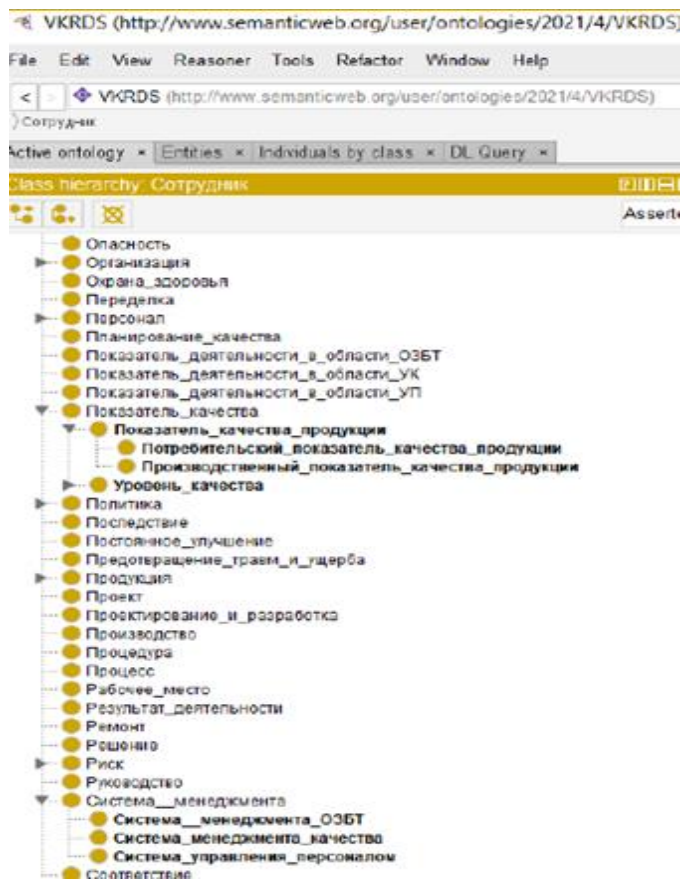 VKRDS (http://www.semanticweb.org/user/ontologies/2021/4/VKRDS)
File Edit View Reasoner Tools Refactor Window Help
< > VKRDS (http://www.semanticweb.org/user/ontologies/2021/4/VKRDS)
Сотрудник
Active ontology × Entities × Individuals by class × DL Query ×
Class hierarchy: Сотрудник
Asserte
Опасность
Организация
Охрана_здоровья
Переделка
Персонал
Планирование_качества
Показатель_деятельности_в_области_ОЗБТ
Показатель_деятельности_в_области_УК
Показатель_деятельности_в_области_УП
Показатель_качества
Показатель_качества_продукции
Потребительский_показатель_качества_продукции
Производственный_показатель_качества_продукции
Уровень_качества
Политика
Последствие
Постоянное_улучшение
Предотвращение_травм_и_ущерба
Продукция
Проект
Проектирование_и_разработка
Производство
Процедура
Процесс
Рабочее_место
Результат_деятельности
Ремонт
Решение
Риск
Руководство
Система__менеджмента
Система__менеджмента_ОЗБТ
Система_менеджмента_качества
Система_управления_персоналом
Соответствие